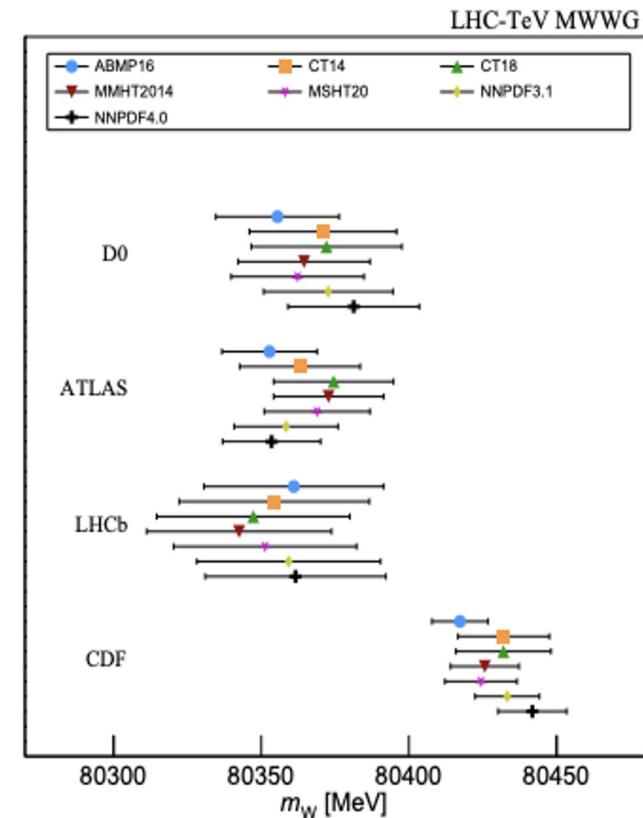 LHC-TeV MWWG
ABMP16 CT14 CT18
MMHT2014 MSHT20 NNPDF3.1
NNPDF4.0
D0
ATLAS
LHCb
CDF
80300 80350 80400 80450
m_W [MeV]